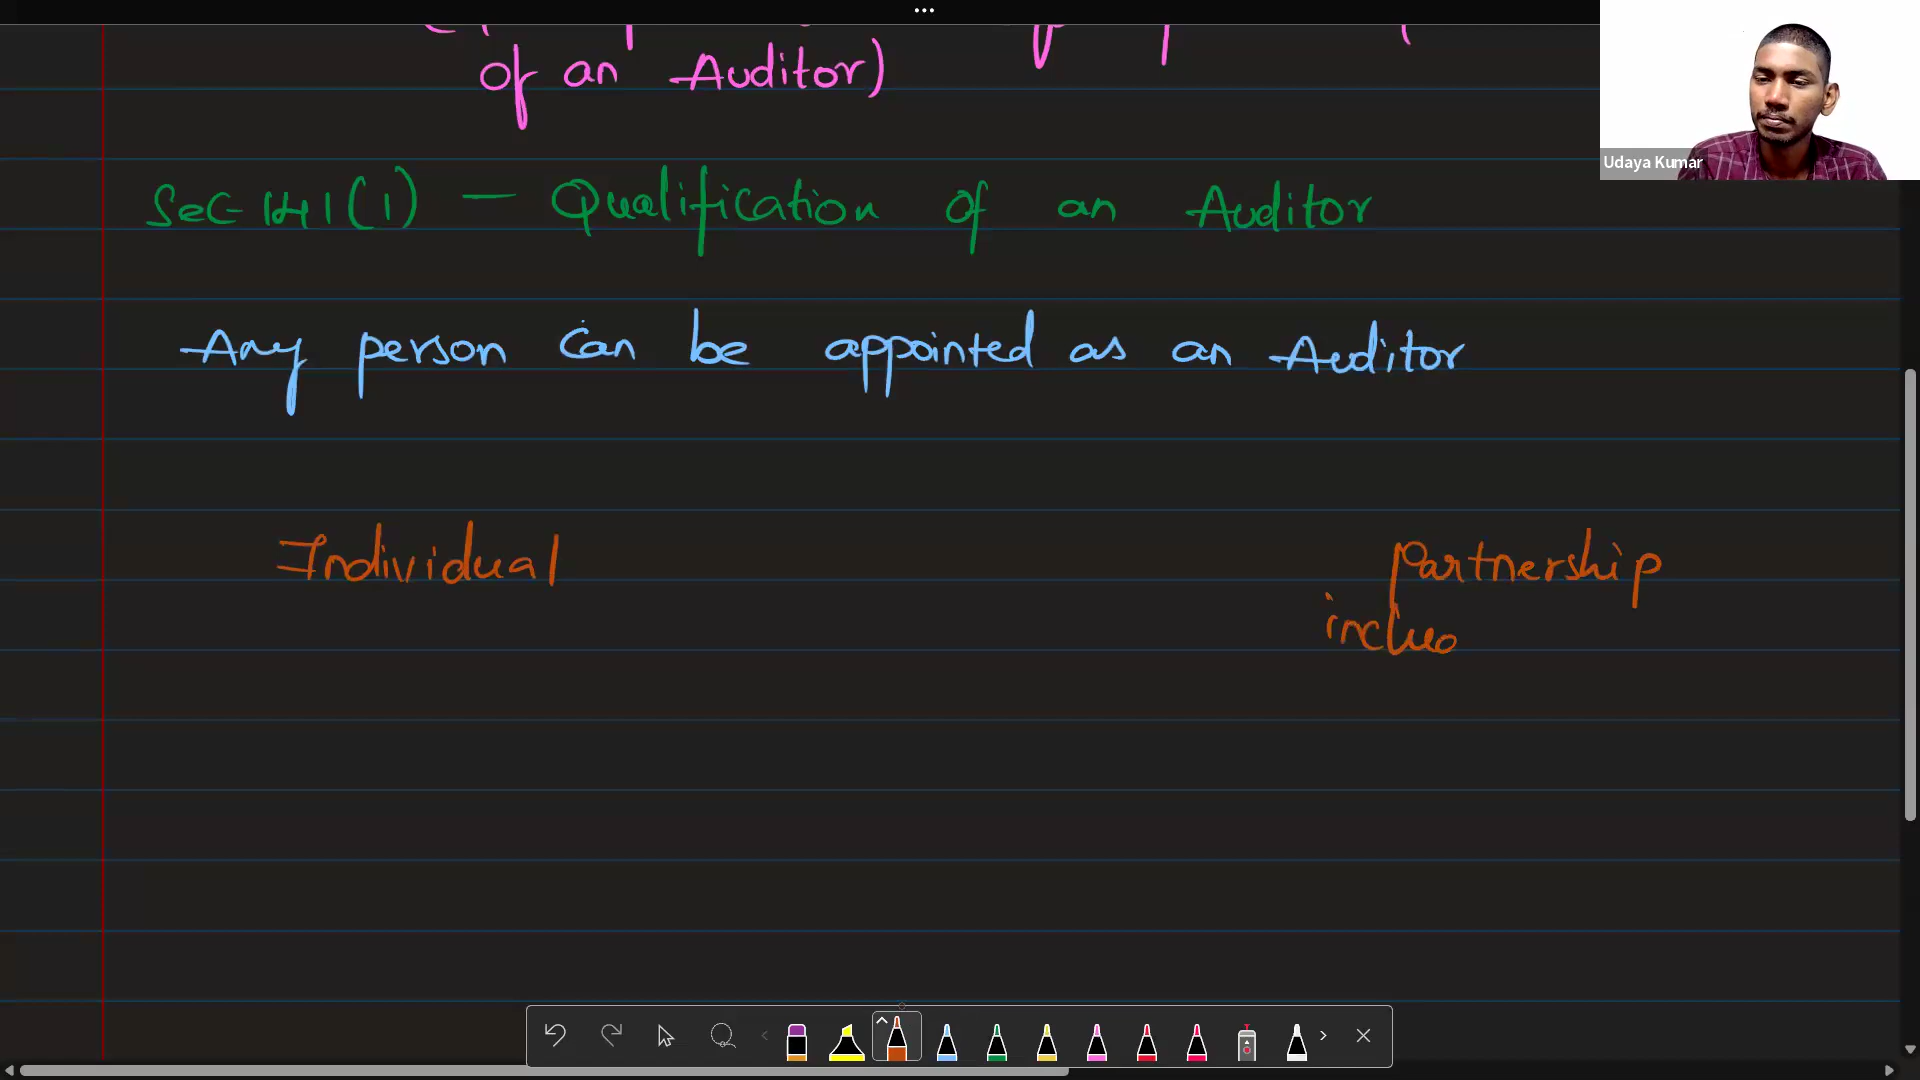 of an Auditor)
Udaya Kumar
Sec 141(1) - Qualification of an Auditor
Any person can be appointed as an Auditor
Individual
Partnership
includ